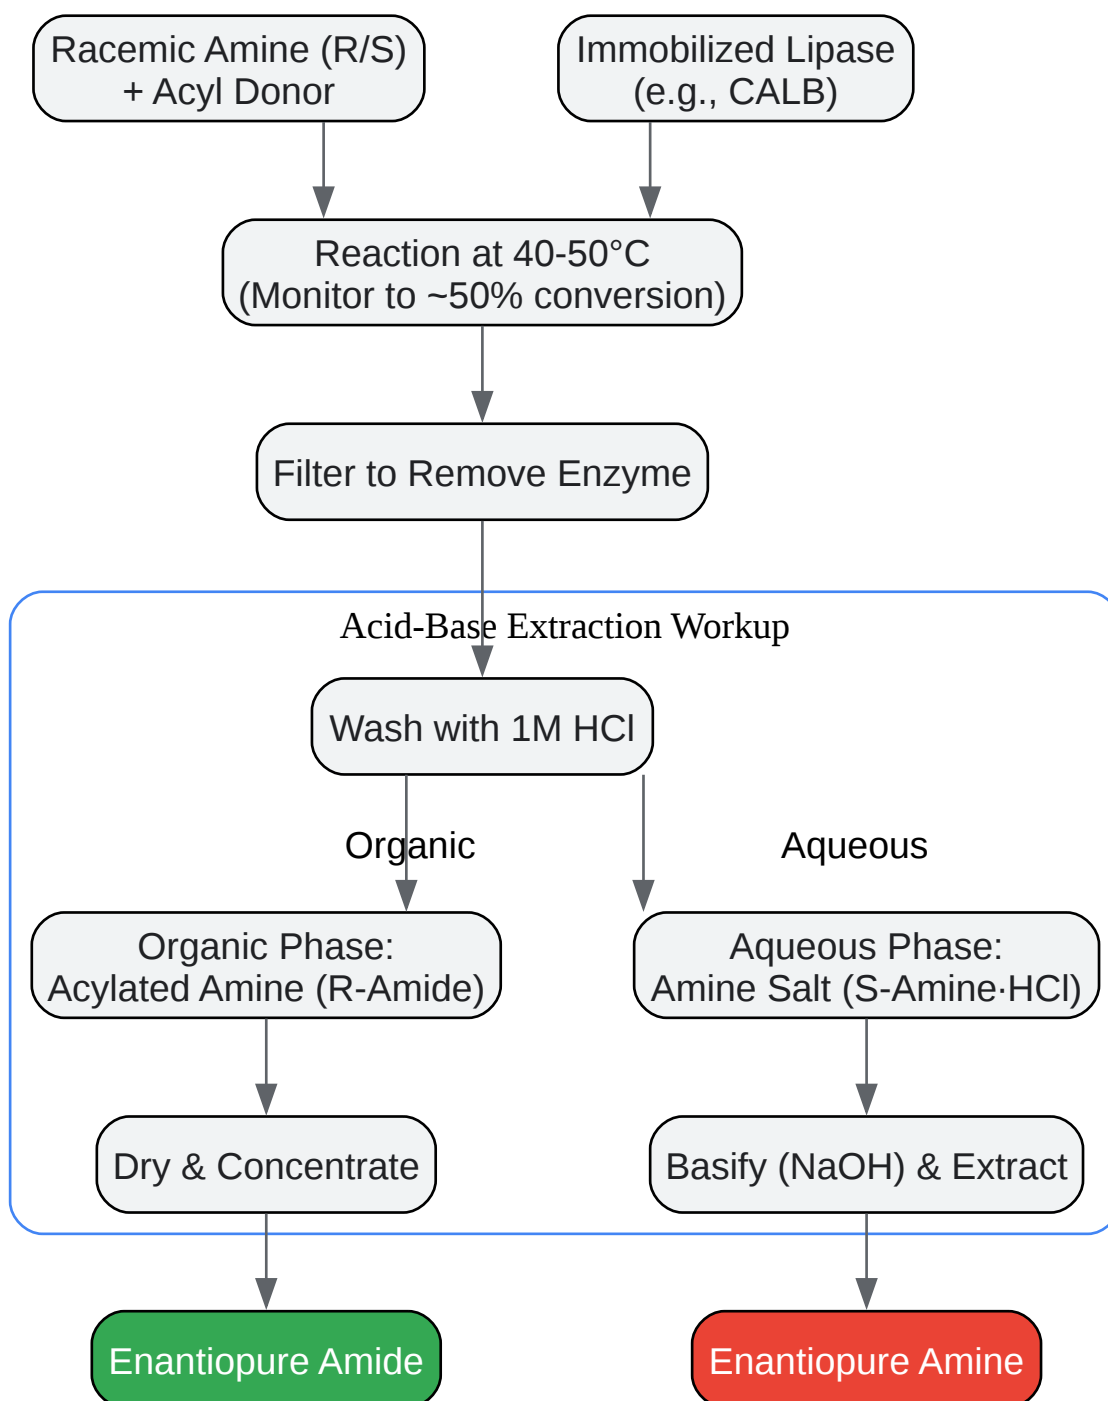 Racemic Amine (R/S)
+ Acyl Donor
Immobilized Lipase
(e.g., CALB)
Reaction at 40-50°C
(Monitor to ~50% conversion)
Filter to Remove Enzyme
Acid-Base Extraction Workup
Wash with 1M HCl
Organic
Aqueous
Organic Phase:
Acylated Amine (R-Amide)
Aqueous Phase:
Amine Salt (S-Amine·HCl)
Dry & Concentrate
Basify (NaOH) & Extract
Enantiopure Amide
Enantiopure Amine